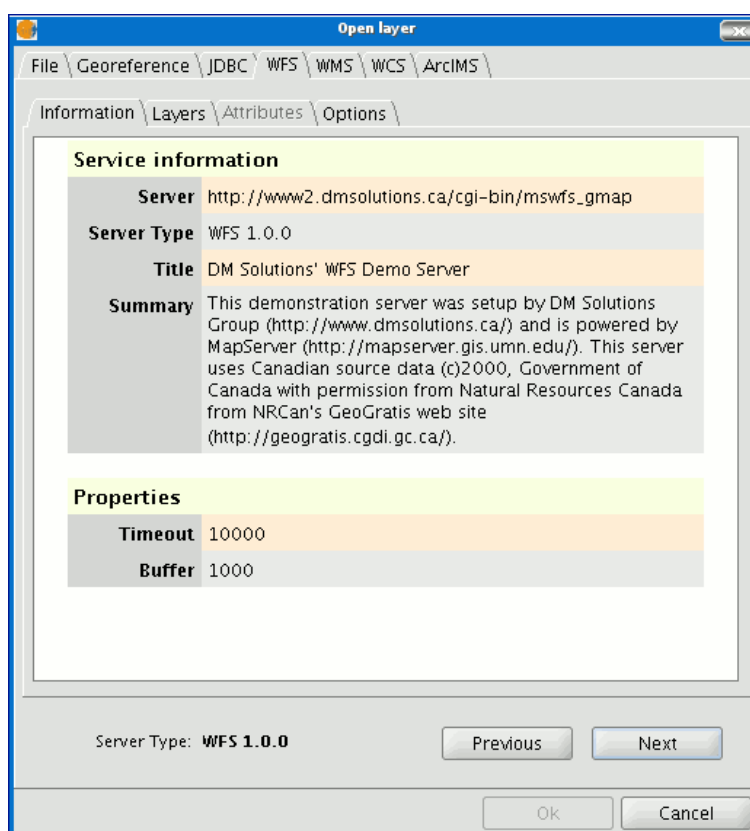 Open layer
File Georeference JDBC WFS WMS WCS ArcIMS
Information Layers Attributes Options
Service information
Server http://www2.dmsolutions.ca/cgi-bin/mswfs_gmap
Server Type WFS 1.0.0
Title DM Solutions' WFS Demo Server
Summary This demonstration server was setup by DM Solutions
Group (http://www.dmsolutions.ca/) and is powered by
MapServer (http://mapserver.gis.umn.edu/). This server
uses Canadian source data (c)2000, Government of
Canada with permission from Natural Resources Canada
from NRCan's GeoGratis web site
(http://geogratis.cgdi.gc.ca/).
Properties
Timeout 10000
Buffer 1000
Server Type: WFS 1.0.0
Previous Next
Ok Cancel